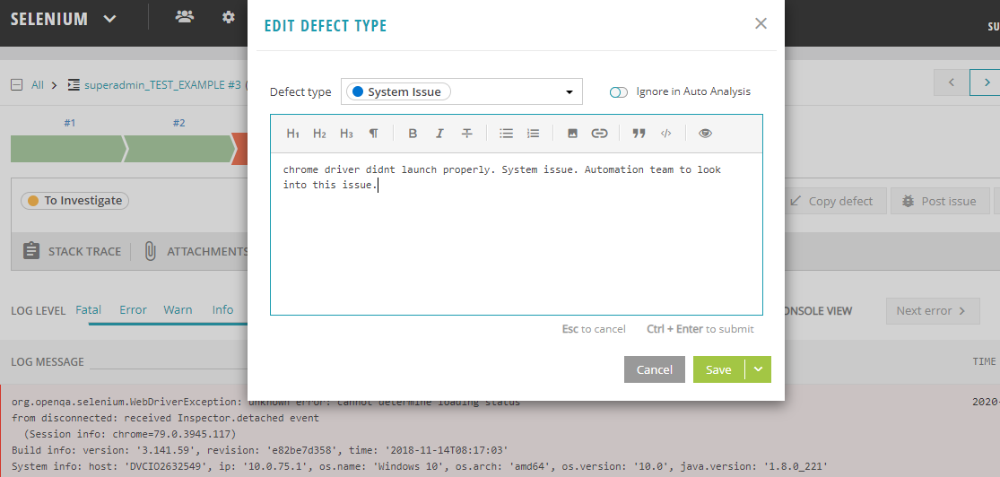 SELENIUM
SU
EDIT DEFECT TYPE
All > superadmin_TEST_EXAMPLE #3 (
Defect type System Issue Ignore in Auto Analysis
#1 #2
H1 H2 H3 ¶ B I T
chrome driver didnt launch properly. System issue. Automation team to look
into this issue.
To Investigate
Copy defect Post issue
STACK TRACE ATTACHMENTS
LOG LEVEL Fatal Error Warn Info
ONSOLE VIEW Next error >
Esc to cancel Ctrl + Enter to submit
LOG MESSAGE
TIME
Cancel Save
org.openqa.selenium.WebDriverException: unknown error: cannot determine loading status
2020-
from disconnected: received Inspector.detached event
(Session info: chrome=79.0.3945.117)
Build info: version: '3.141.59', revision: 'e82be7d358', time: '2018-11-14T08:17:03'
System info: host: 'DVCIO2632549', ip: '10.0.75.1', os.name: 'Windows 10', os.arch: 'amd64', os.version: '10.0', java.version: '1.8.0_221'